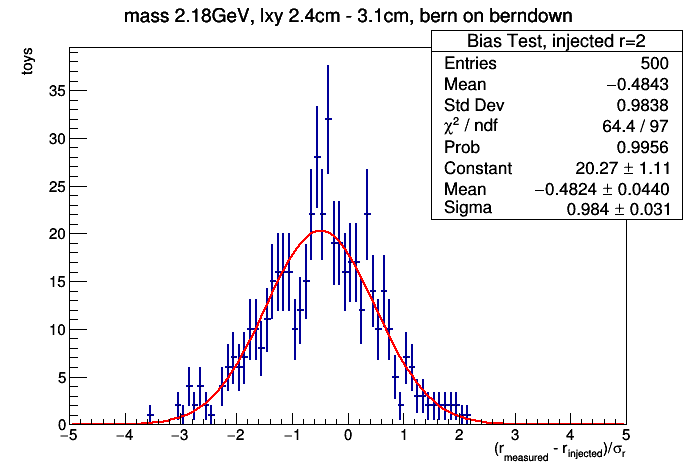 mass 2.18GeV, lxy 2.4cm - 3.1cm, bern on berndown
Bias Test, injected r=2
Entries 500
Mean −0.4843
Std Dev 0.9838
χ² / ndf 64.4 / 97
Prob 0.9956
Constant 20.27 ± 1.11
Mean −0.4824 ± 0.0440
Sigma 0.984 ± 0.031
toys
35
30
25
20
15
10
5
0
−5 −4 −3 −2 −1 0 1 2 3 4 5
(r_measured - r_injected)/σ_r